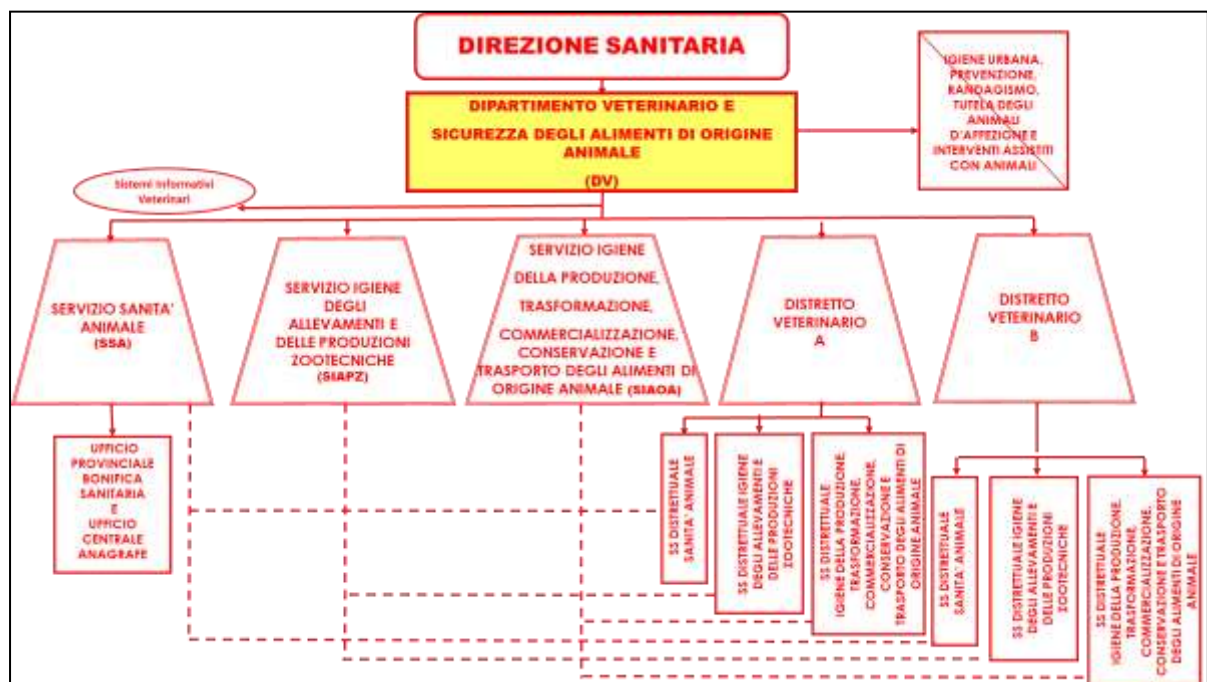 DIREZIONE SANITARIA
DIPARTIMENTO VETERINARIO E
SICUREZZA DEGLI ALIMENTI DI ORIGINE
ANIMALE
(DV)
IGIENE URBANA,
PREVENZIONE,
RANDAGISMO,
TUTELA DEGLI
ANIMALI
D'AFFEZIONE E
INTERVENTI ASSISTITI
CON ANIMALI
Sistemi Informativi
Veterinari
SERVIZIO SANITA'
ANIMALE
(SSA)
SERVIZIO IGIENE
DEGLI
ALLEVAMENTI E
DELLE PRODUZIONI
ZOOTECNICHE
(SIAPZ)
SERVIZIO IGIENE
DELLA PRODUZIONE,
TRASFORMAZIONE,
COMMERCIALIZZAZIONE,
CONSERVAZIONE E
TRASPORTO DEGLI ALIMENTI DI
ORIGINE ANIMALE (SIAOA)
DISTRETTO
VETERINARIO
A
DISTRETTO
VETERINARIO
B
UFFICIO
PROVINCIALE
BONIFICA
SANITARIA
E
UFFICIO
CENTRALE
ANAGRAFE
SS DISTRETTUALE
SANITA' ANIMALE
SS DISTRETTUALE IGIENE
DEGLI ALLEVAMENTI E
DELLE PRODUZIONI
ZOOTECNICHE
SS DISTRETTUALE
IGIENE DELLA PRODUZIONE,
TRASFORMAZIONE,
COMMERCIALIZZAZIONE,
CONSERVAZIONE E
TRASPORTO DEGLI ALIMENTI DI
ORIGINE ANIMALE
SS DISTRETTUALE
SANITA' ANIMALE
SS DISTRETTUALE IGIENE
DEGLI ALLEVAMENTI E
DELLE PRODUZIONI
ZOOTECNICHE
SS DISTRETTUALE
IGIENE DELLA PRODUZIONE,
TRASFORMAZIONE,
COMMERCIALIZZAZIONE,
CONSERVAZIONE E TRASPORTO
DEGLI ALIMENTI DI ORIGINE
ANIMALE